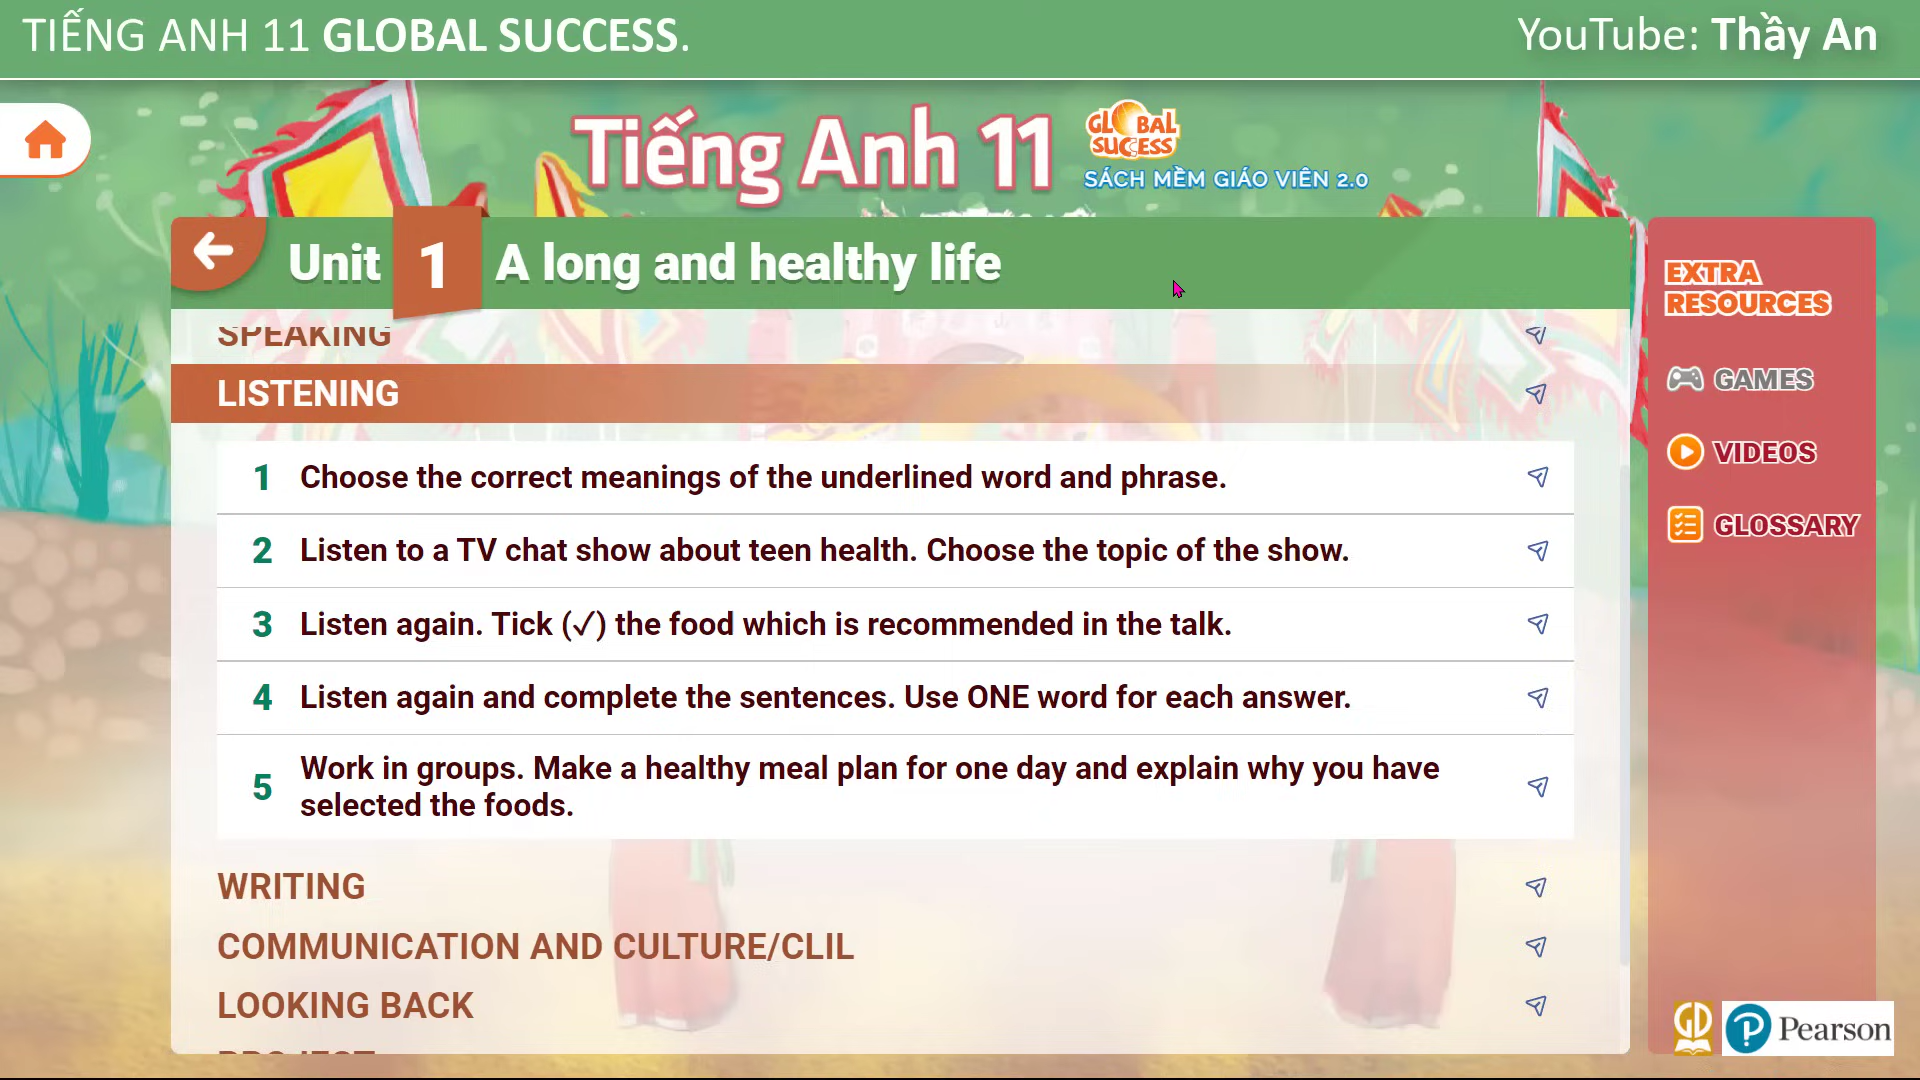 TIẾNG ANH 11 GLOBAL SUCCESS.
YouTube: Thầy An
Tiếng Anh 11
GLOBAL
SUCCESS
SÁCH MỀM GIÁO VIÊN 2.0
Unit 1 A long and healthy life
SPEAKING
LISTENING
1 Choose the correct meanings of the underlined word and phrase.
2 Listen to a TV chat show about teen health. Choose the topic of the show.
3 Listen again. Tick (✓) the food which is recommended in the talk.
4 Listen again and complete the sentences. Use ONE word for each answer.
5 Work in groups. Make a healthy meal plan for one day and explain why you have
selected the foods.
WRITING
COMMUNICATION AND CULTURE/CLIL
LOOKING BACK
PROJECT
EXTRA
RESOURCES
GAMES
VIDEOS
GLOSSARY
GD
Pearson